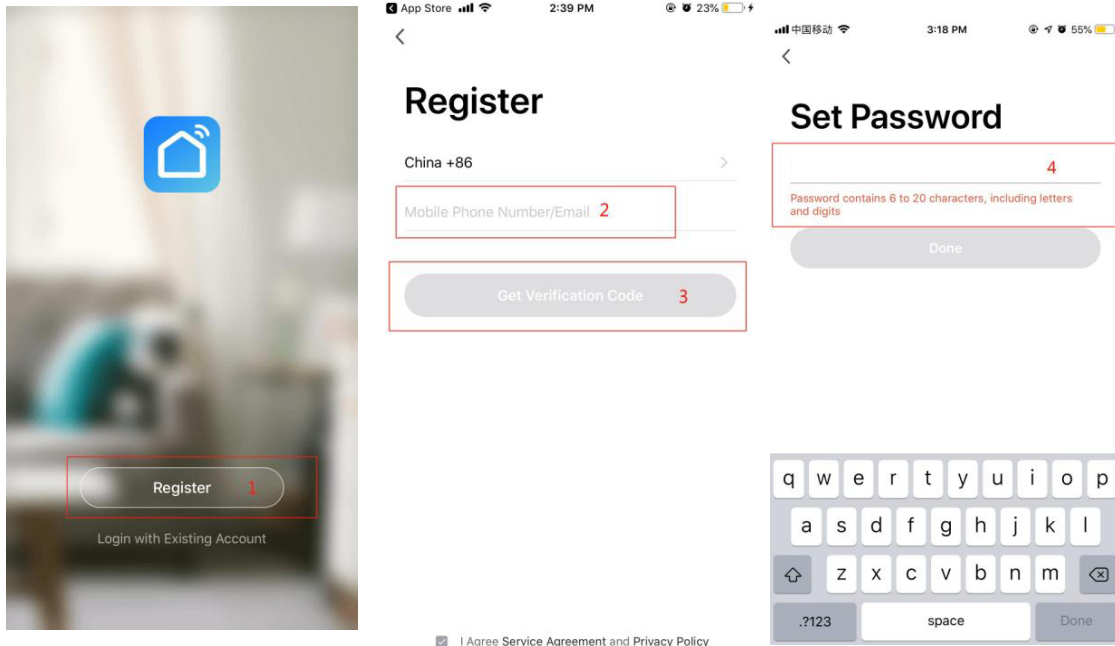 Register 1
Login with Existing Account
App Store 2:39 PM 23%
Register
China +86
Mobile Phone Number/Email 2
Get Verification Code 3
I Agree Service Agreement and Privacy Policy
中国移动 3:18 PM 55%
Set Password
4
Password contains 6 to 20 characters, including letters
and digits
Done
q w e r t y u i o p
a s d f g h j k l
z x c v b n m
.?123 space Done